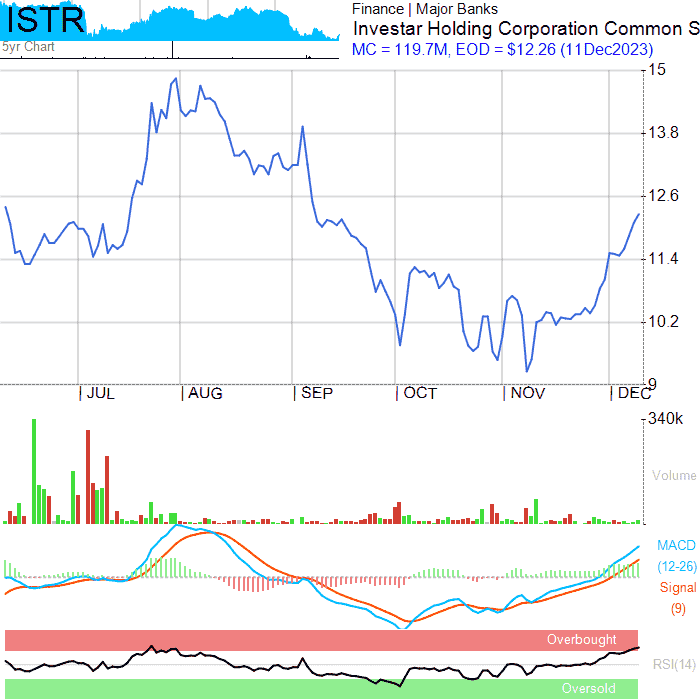 ISTR
5yr Chart
Finance | Major Banks
Investar Holding Corporation Common S
MC = 119.7M, EOD = $12.26 (11Dec2023)
15
13.8
12.6
11.4
10.2
9
JUL AUG SEP OCT NOV DEC
340k
Volume
MACD
(12-26)
Signal
(9)
Overbought
RSI(14)
Oversold